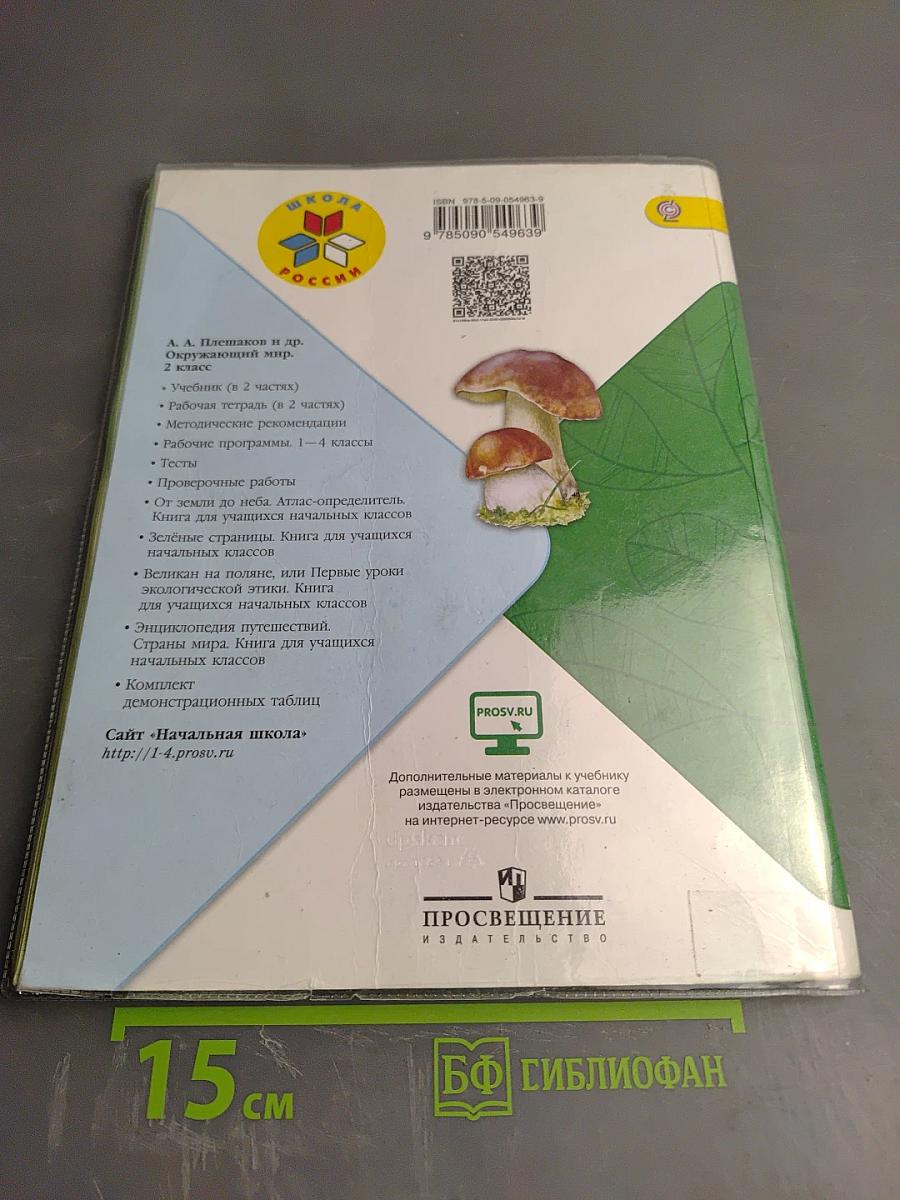 ШКОЛА
РОССИИ
ISBN 978-5-09-054963-9
9 785090 549639
А. А. Плешаков и др.
Окружающий мир.
2 класс
• Учебник (в 2 частях)
• Рабочая тетрадь (в 2 частях)
• Методические рекомендации
• Рабочие программы. 1—4 классы
• Тесты
• Проверочные работы
• От земли до неба. Атлас-определитель.
Книга для учащихся начальных классов
• Зелёные страницы. Книга для учащихся
начальных классов
• Великан на поляне, или Первые уроки
экологической этики. Книга
для учащихся начальных классов
• Энциклопедия путешествий.
Страны мира. Книга для учащихся
начальных классов
• Комплект
демонстрационных таблиц
Сайт «Начальная школа»
http://1-4.prosv.ru
PROSV.RU
Дополнительные материалы к учебнику
размещены в электронном каталоге
издательства «Просвещение»
на интернет-ресурсе www.prosv.ru
ПРОСВЕЩЕНИЕ
ИЗДАТЕЛЬСТВО
15 см
БФ
БИБЛИОФАН